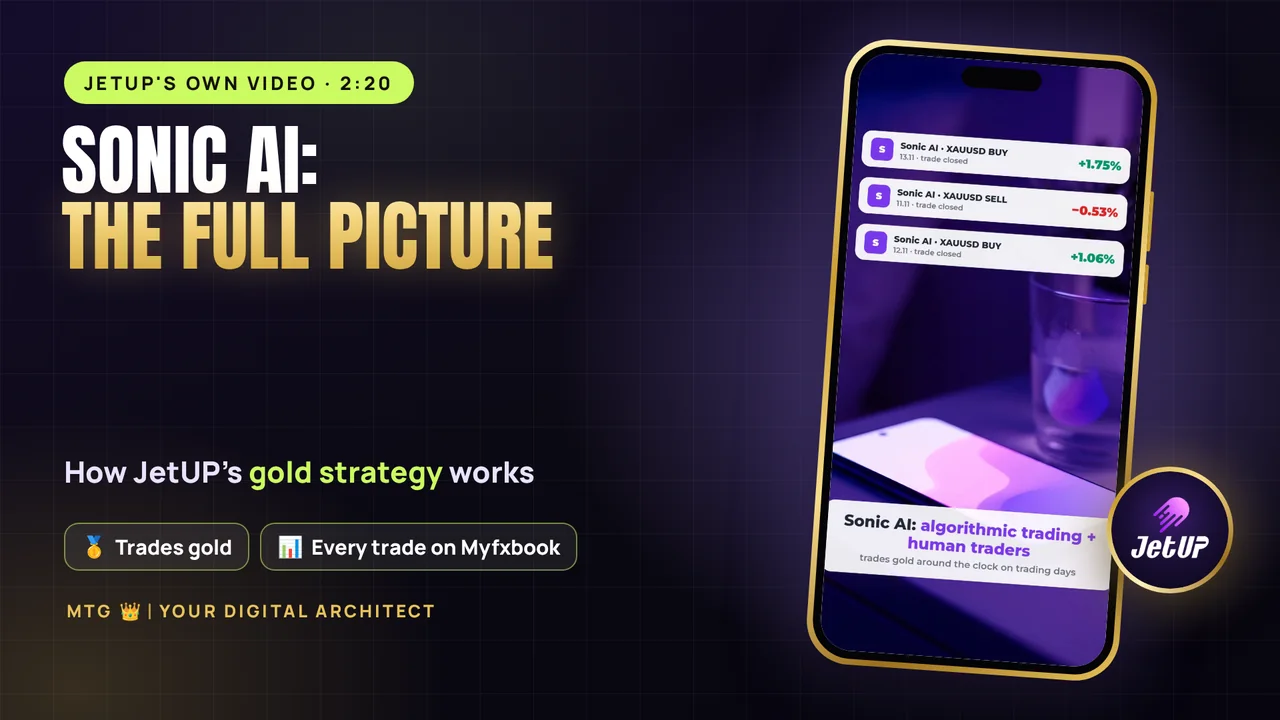 JETUP'S OWN VIDEO · 2:20
SONIC AI:
THE FULL PICTURE
How JetUP's gold strategy works
🥇 Trades gold
📊 Every trade on Myfxbook
MTG 👑 | YOUR DIGITAL ARCHITECT
S
Sonic AI · XAUUSD BUY
13.11 · trade closed
+1.75%
S
Sonic AI · XAUUSD SELL
11.11 · trade closed
−0.53%
S
Sonic AI · XAUUSD BUY
12.11 · trade closed
+1.06%
Sonic AI: algorithmic trading +
human traders
trades gold around the clock on trading days
JetUP